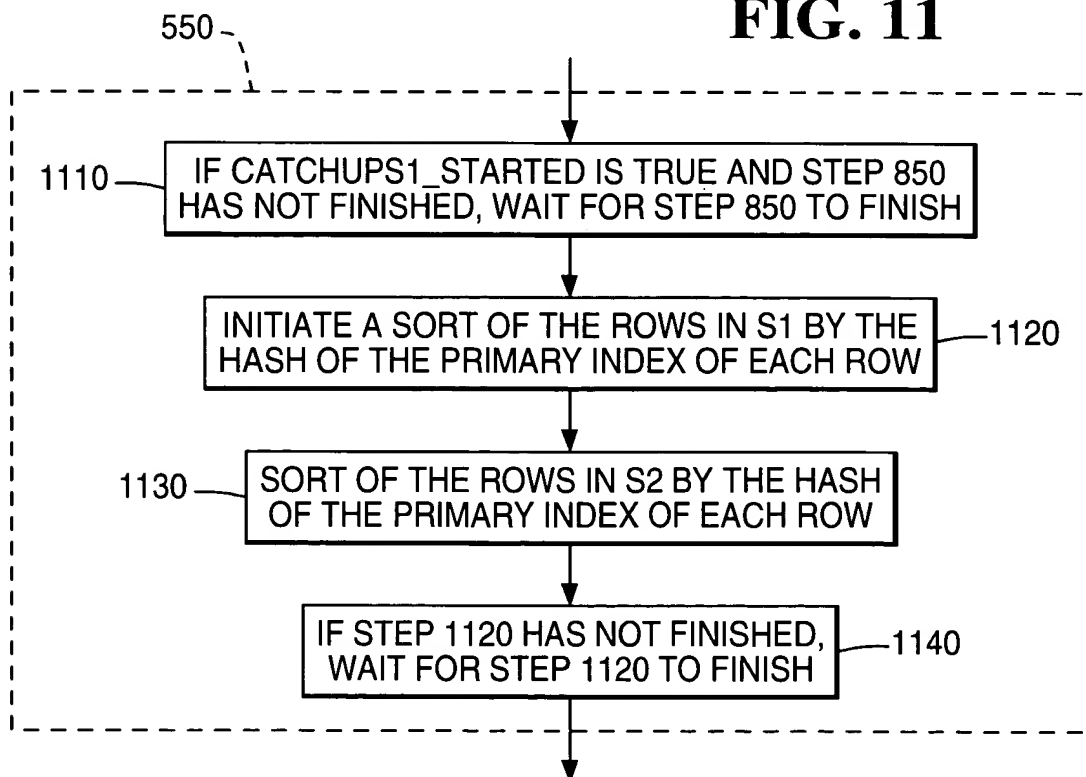 550
FIG. 11
1110
IF CATCHUPS1_STARTED IS TRUE AND STEP 850
HAS NOT FINISHED, WAIT FOR STEP 850 TO FINISH
INITIATE A SORT OF THE ROWS IN S1 BY THE
HASH OF THE PRIMARY INDEX OF EACH ROW
1120
1130
SORT OF THE ROWS IN S2 BY THE HASH
OF THE PRIMARY INDEX OF EACH ROW
IF STEP 1120 HAS NOT FINISHED,
WAIT FOR STEP 1120 TO FINISH
1140